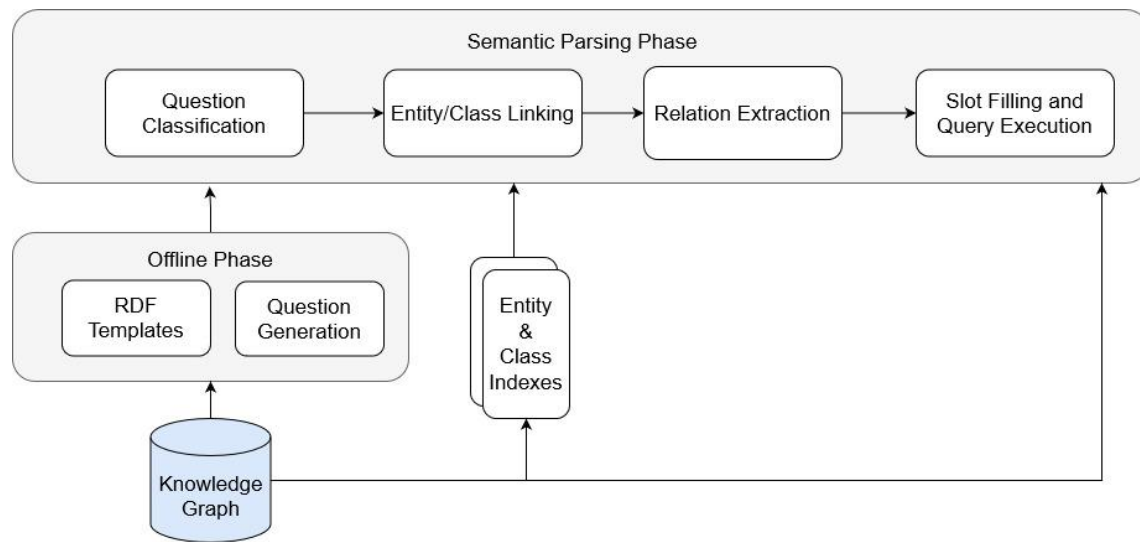 Semantic Parsing Phase
Question
Classification
Entity/Class Linking
Relation Extraction
Slot Filling and
Query Execution
Offline Phase
RDF
Templates
Question
Generation
Entity
&
Class
Indexes
Knowledge
Graph